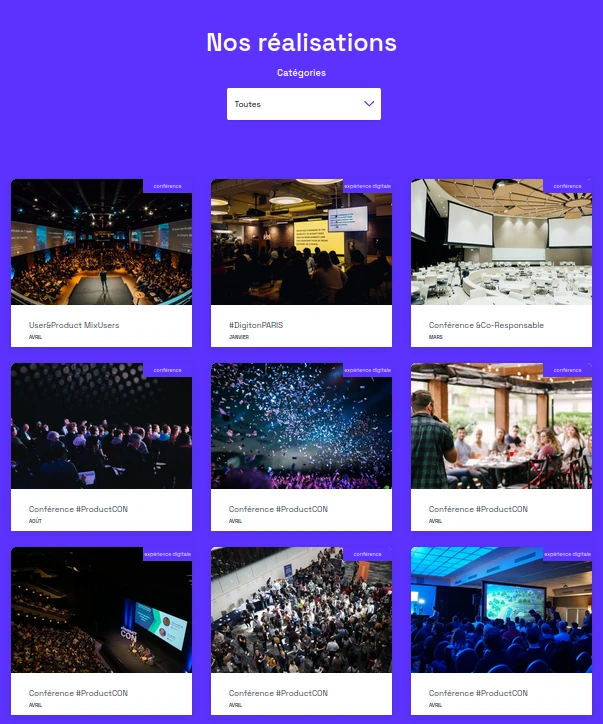 Nos réalisations
Catégories
Toutes
conférence
expérience digitale
conférence
User&Product MixUsers
AVRIL
#DigitonPARIS
JANVIER
Conférence &Co-Responsable
MARS
conférence
expérience digitale
conférence
Conférence #ProductCON
AOÛT
Conférence #ProductCON
AVRIL
Conférence #ProductCON
AVRIL
expérience digitale
conférence
expérience digitale
CON
Conférence #ProductCON
AVRIL
Conférence #ProductCON
AVRIL
Conférence #ProductCON
AVRIL